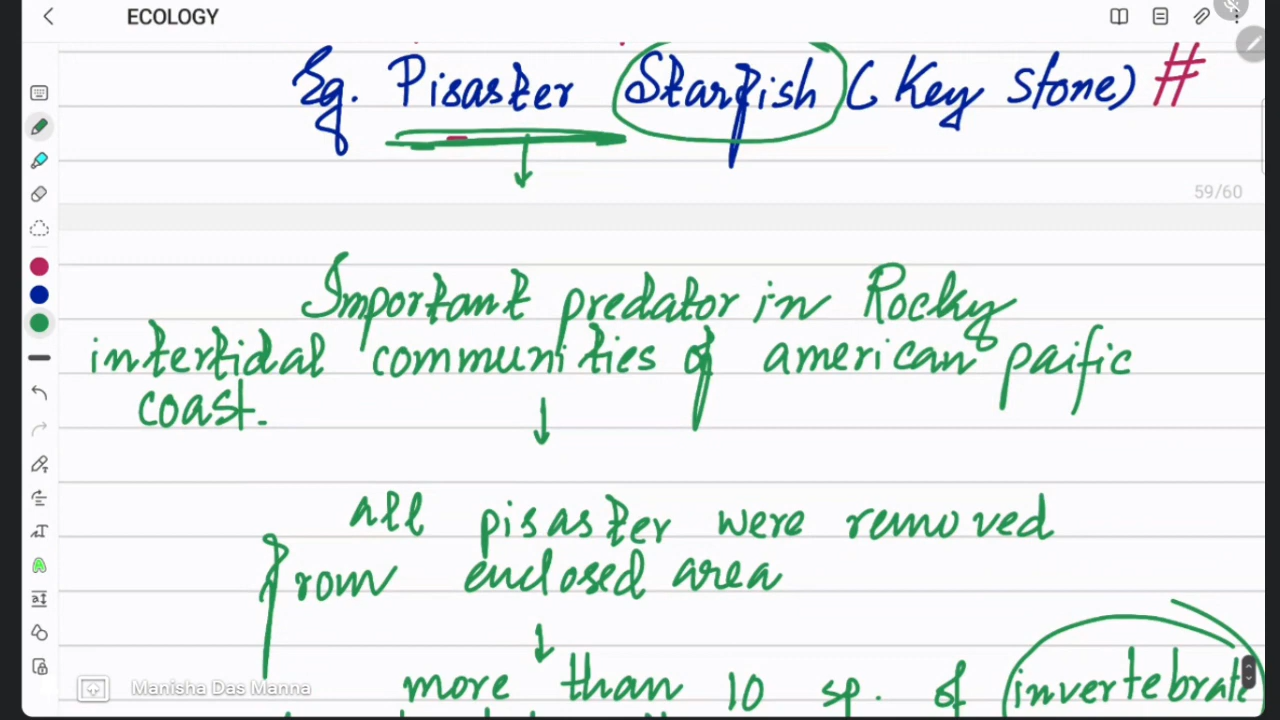 ECOLOGY
Eg. Pisaster Starfish (Key Stone) #
59/60
Important predator in Rocky
intertidal communities of american paific
coast.
all pisaster were removed
from enclosed area
more than 10 sp. of invertebrate
Manisha Das Manna